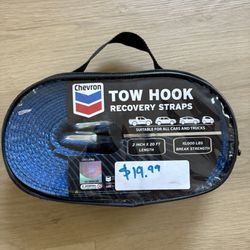 Chevron
TOW HOOK
RECOVERY STRAPS
SUITABLE FOR ALL CARS AND TRUCKS
2 INCH X 20 FT
LENGTH
10,000 LBS
BREAK STRENGTH
$19.99